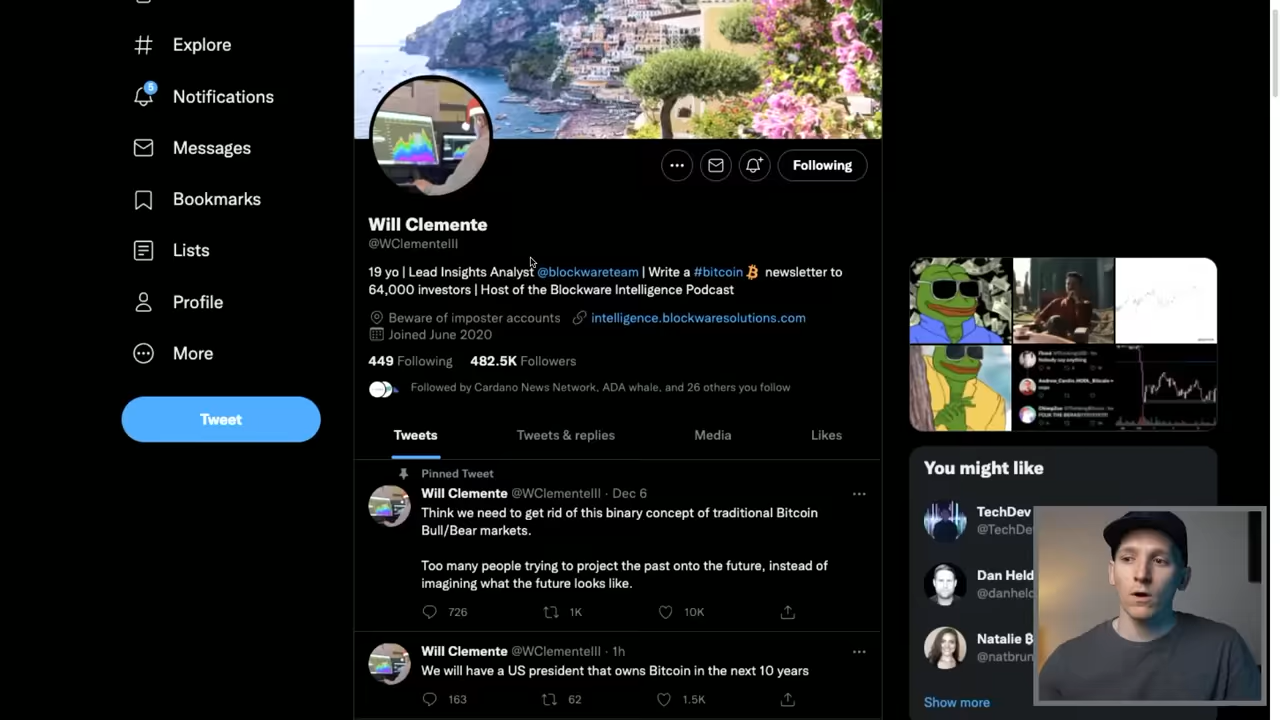 Explore
5
Notifications
Messages
Bookmarks
Lists
Profile
More
Tweet
Following
Will Clemente
@WClementeIII
19 yo | Lead Insights Analyst @blockwareteam | Write a #bitcoin newsletter to
64,000 investors | Host of the Blockware Intelligence Podcast
Beware of imposter accounts intelligence.blockwaresolutions.com
Joined June 2020
449 Following 482.5K Followers
Followed by Cardano News Network, ADA whale, and 26 others you follow
Tweets Tweets & replies Media Likes
Pinned Tweet
Will Clemente @WClementeIII · Dec 6
Think we need to get rid of this binary concept of traditional Bitcoin
Bull/Bear markets.
Too many people trying to project the past onto the future, instead of
imagining what the future looks like.
726 1K 10K
Will Clemente @WClementeIII · 1h
We will have a US president that owns Bitcoin in the next 10 years
163 62 1.5K
You might like
TechDev
@TechDe
Dan Held
@danheld
Natalie B
@natbrun
Show more